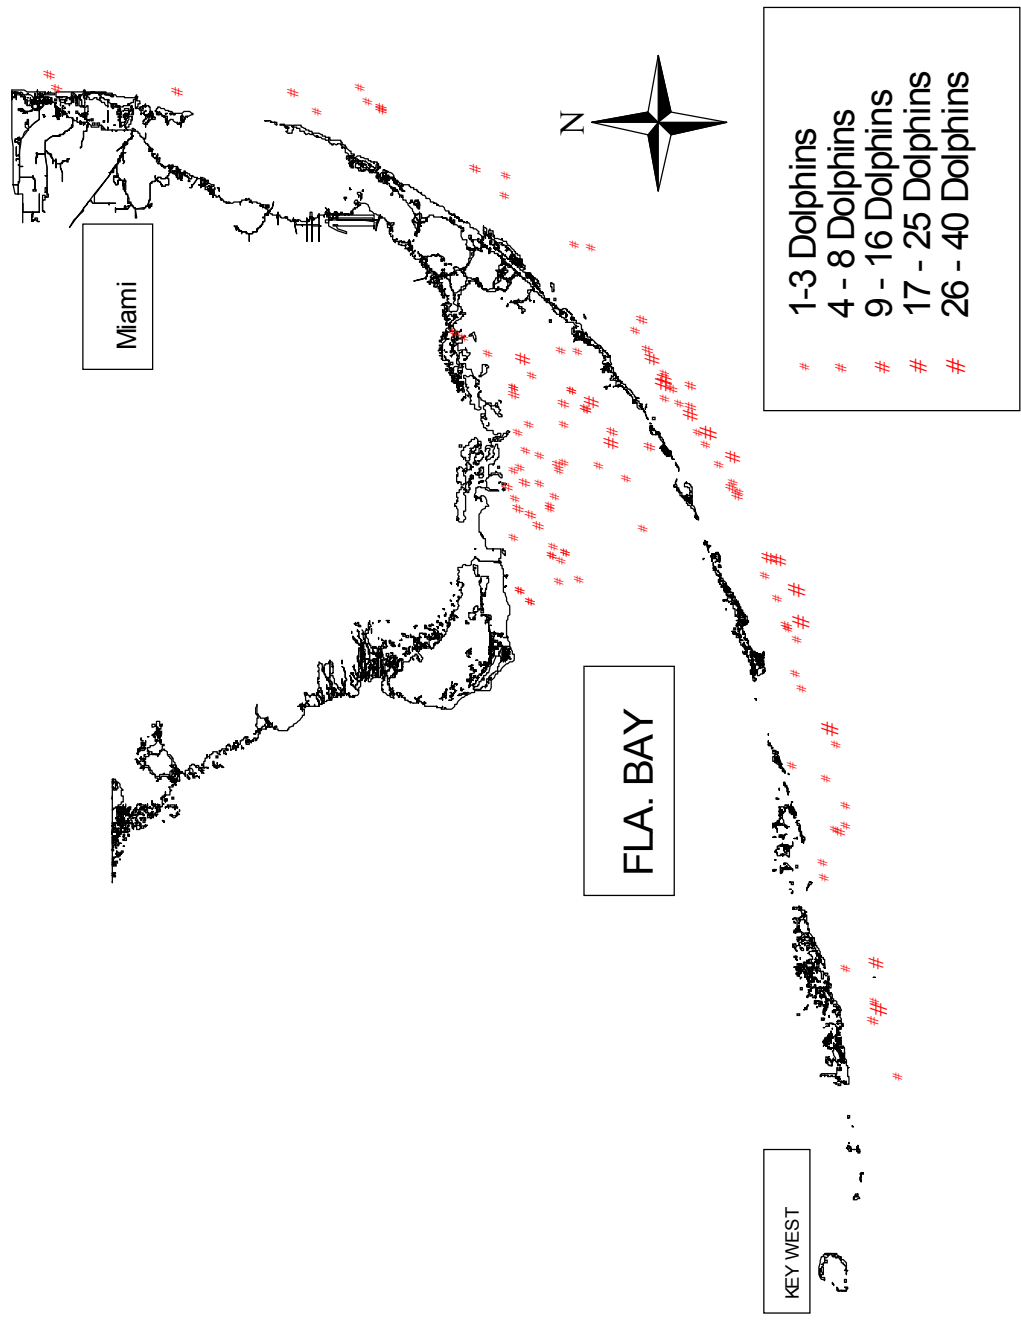 N
Miami
FLA. BAY
KEY WEST
# 1-3 Dolphins
# 4 - 8 Dolphins
# 9 - 16 Dolphins
# 17 - 25 Dolphins
# 26 - 40 Dolphins